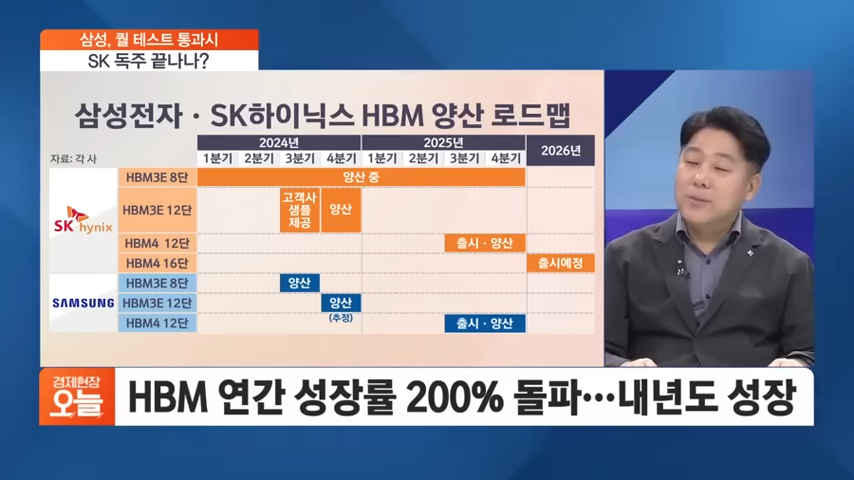 삼성, 퀄 테스트 통과시
SK 독주 끝나나?
삼성전자 · SK하이닉스 HBM 양산 로드맵
자료: 각 사
2024년 2025년 2026년
1분기 2분기 3분기 4분기 1분기 2분기 3분기 4분기
SK hynix
HBM3E 8단 양산 중
HBM3E 12단 고객사 샘플 제공 양산
HBM4 12단 출시 · 양산
HBM4 16단 출시예정
SAMSUNG
HBM3E 8단 양산
HBM3E 12단 양산 (추정)
HBM4 12단 출시 · 양산
경제현장
오늘
HBM 연간 성장률 200% 돌파…내년도 성장